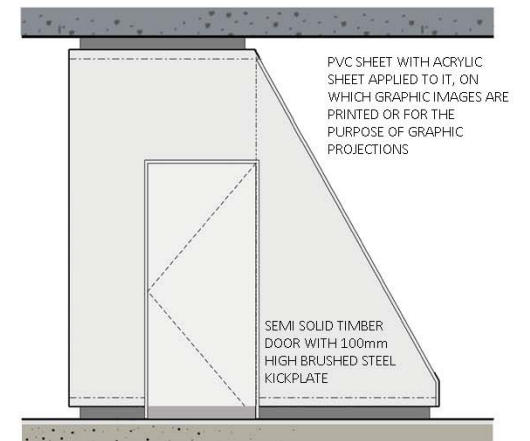 PVC SHEET WITH ACRYLIC
SHEET APPLIED TO IT, ON
WHICH GRAPHIC IMAGES ARE
PRINTED OR FOR THE
PURPOSE OF GRAPHIC
PROJECTIONS
SEMI SOLID TIMBER
DOOR WITH 100mm
HIGH BRUSHED STEEL
KICKPLATE